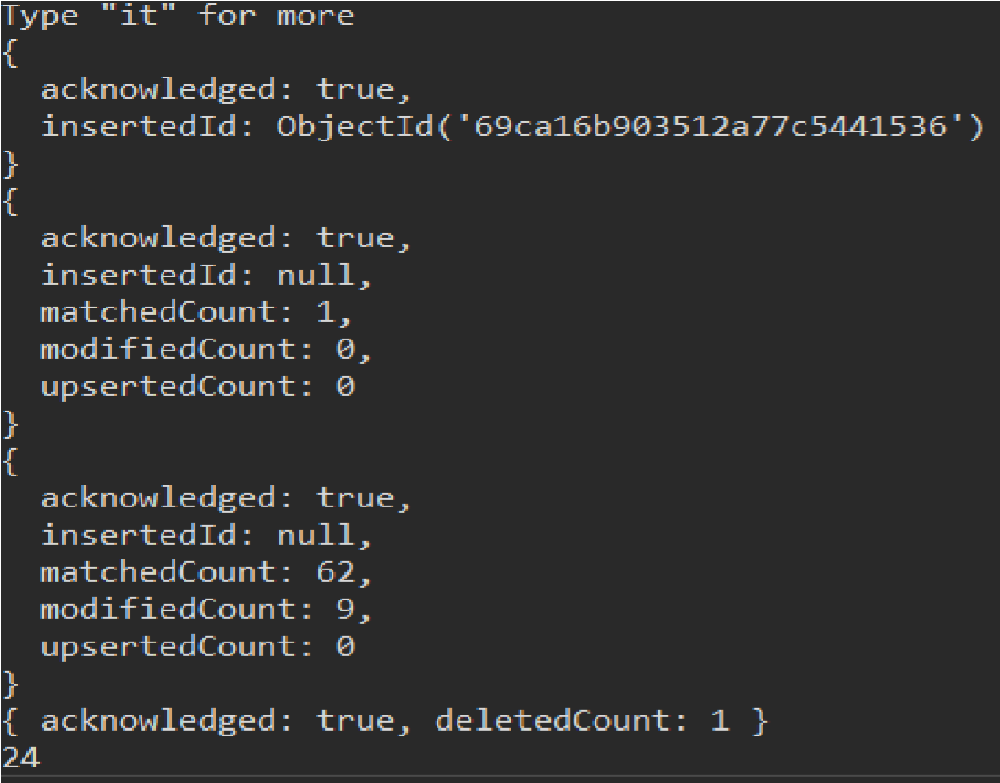 Type "it" for more
{
  acknowledged: true,
  insertedId: ObjectId('69ca16b903512a77c5441536')
}
{
  acknowledged: true,
  insertedId: null,
  matchedCount: 1,
  modifiedCount: 0,
  upsertedCount: 0
}
{
  acknowledged: true,
  insertedId: null,
  matchedCount: 62,
  modifiedCount: 9,
  upsertedCount: 0
}
{ acknowledged: true, deletedCount: 1 }
24